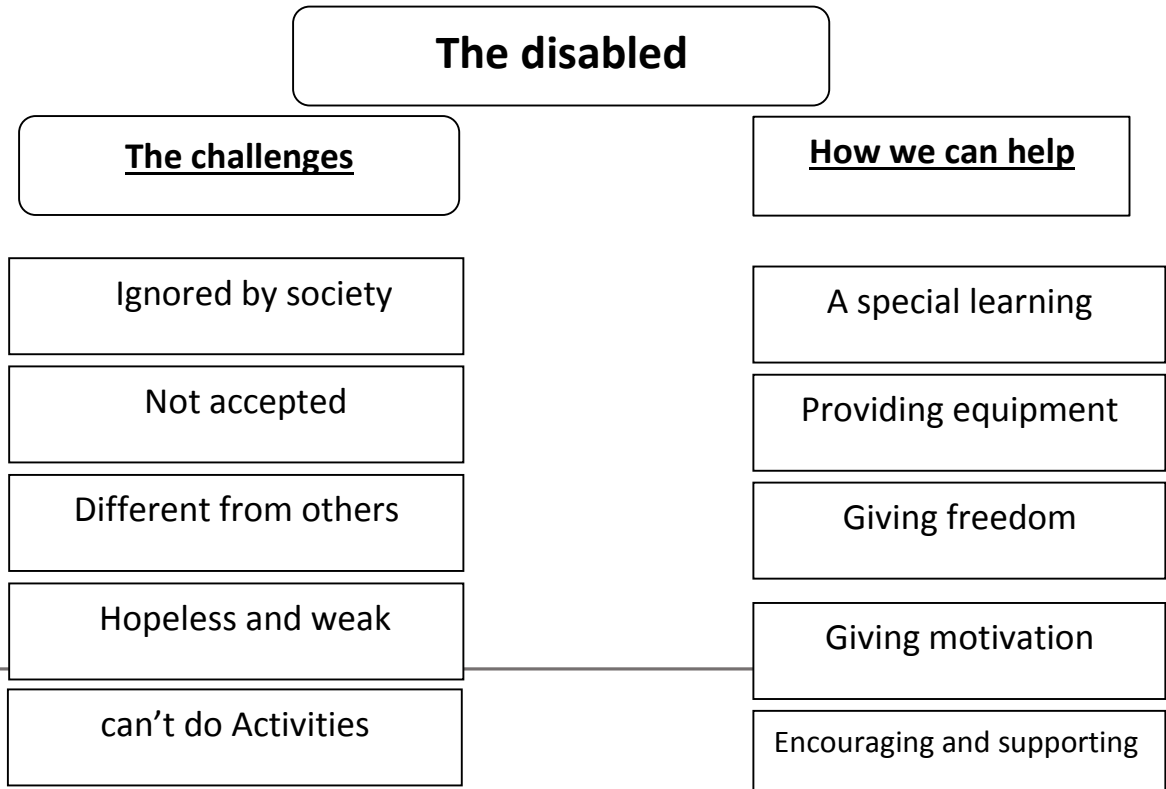 The disabled
The challenges
Ignored by society
Not accepted
Different from others
Hopeless and weak
can't do Activities
How we can help
A special learning
Providing equipment
Giving freedom
Giving motivation
Encouraging and supporting